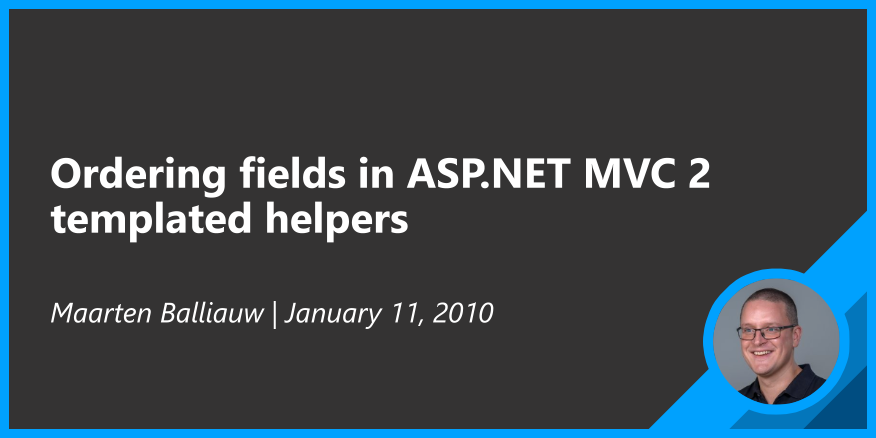 Ordering fields in ASP.NET MVC 2
templated helpers
Maarten Balliauw | January 11, 2010